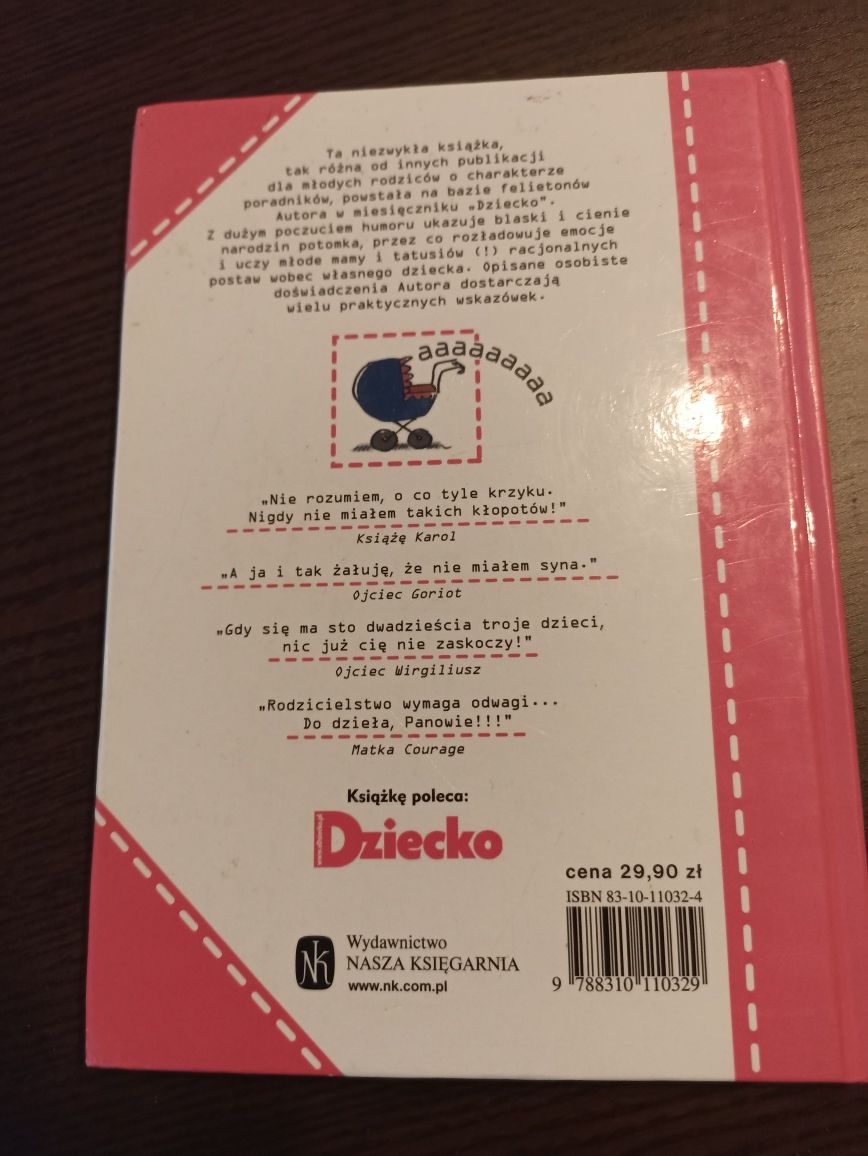 Ta niezwykła książka,
tak różna od innych publikacji
dla młodych rodziców o charakterze
poradników, powstała na bazie felietonów
Autora w miesięczniku „Dziecko".
Z dużym poczuciem humoru ukazuje blaski i cienie
narodzin potomka, przez co rozładowuje emocje
i uczy młode mamy i tatusiów (!) racjonalnych
postaw wobec własnego dziecka. Opisane osobiste
doświadczenia Autora dostarczają
wielu praktycznych wskazówek.
aaaaaaaaa
„Nie rozumiem, o co tyle krzyku.
Nigdy nie miałem takich kłopotów!"
Książę Karol
„A ja i tak żałuję, że nie miałem syna."
Ojciec Goriot
„Gdy się ma sto dwadzieścia troje dzieci,
nic już cię nie zaskoczy!"
Ojciec Wirgiliusz
„Rodzicielstwo wymaga odwagi...
Do dzieła, Panowie!!!"
Matka Courage
Książkę poleca:
Dziecko
cena 29,90 zł
ISBN 83-10-11032-4
NK
Wydawnictwo
NASZA KSIĘGARNIA
www.nk.com.pl
9 788310 110329